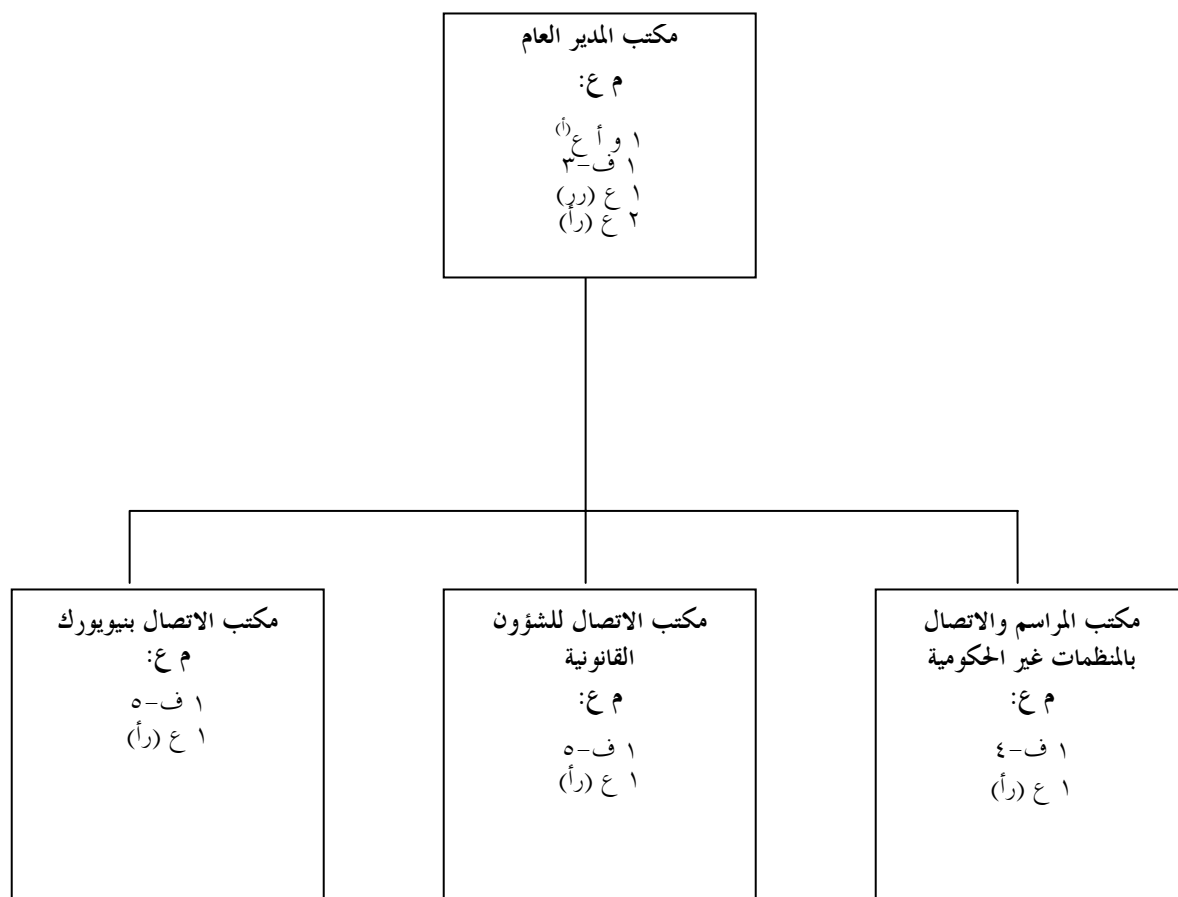 مكتب المدير العام
م ع:
١ و أ ع(أ)
١ ف-٣
١ ع (رر)
٢ ع (رأ)
مكتب المراسم والاتصال
بالمنظمات غير الحكومية
م ع:
١ ف-٤
١ ع (رأ)
مكتب الاتصال للشؤون
القانونية
م ع:
١ ف-٥
١ ع (رأ)
مكتب الاتصال بنيويورك
م ع:
١ ف-٥
١ ع (رأ)